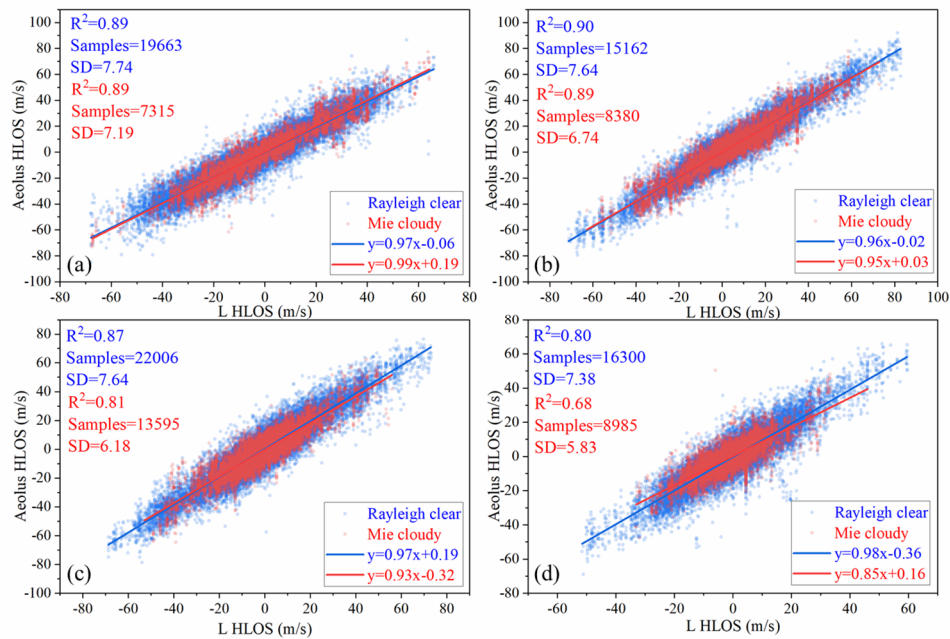 R²=0.89
Samples=19663
SD=7.74
R²=0.89
Samples=7315
SD=7.19
Rayleigh clear
Mie cloudy
y=0.97x-0.06
y=0.99x+0.19
(a)
100
80
60
40
20
0
-20
-40
-60
-80
-100
-80 -60 -40 -20 0 20 40 60 80
Aeolus HLOS (m/s)
L HLOS (m/s)
R²=0.90
Samples=15162
SD=7.64
R²=0.89
Samples=8380
SD=6.74
Rayleigh clear
Mie cloudy
y=0.96x-0.02
y=0.95x+0.03
(b)
100
80
60
40
20
0
-20
-40
-60
-80
-100
-80 -60 -40 -20 0 20 40 60 80 100
Aeolus HLOS (m/s)
L HLOS (m/s)
R²=0.87
Samples=22006
SD=7.64
R²=0.81
Samples=13595
SD=6.18
Rayleigh clear
Mie cloudy
y=0.97x+0.19
y=0.93x-0.32
(c)
80
60
40
20
0
-20
-40
-60
-80
-100
-80 -60 -40 -20 0 20 40 60 80
Aeolus HLOS (m/s)
L HLOS (m/s)
R²=0.80
Samples=16300
SD=7.38
R²=0.68
Samples=8985
SD=5.83
Rayleigh clear
Mie cloudy
y=0.98x-0.36
y=0.85x+0.16
(d)
80
60
40
20
0
-20
-40
-60
-80
-60 -40 -20 0 20 40 60
Aeolus HLOS (m/s)
L HLOS (m/s)